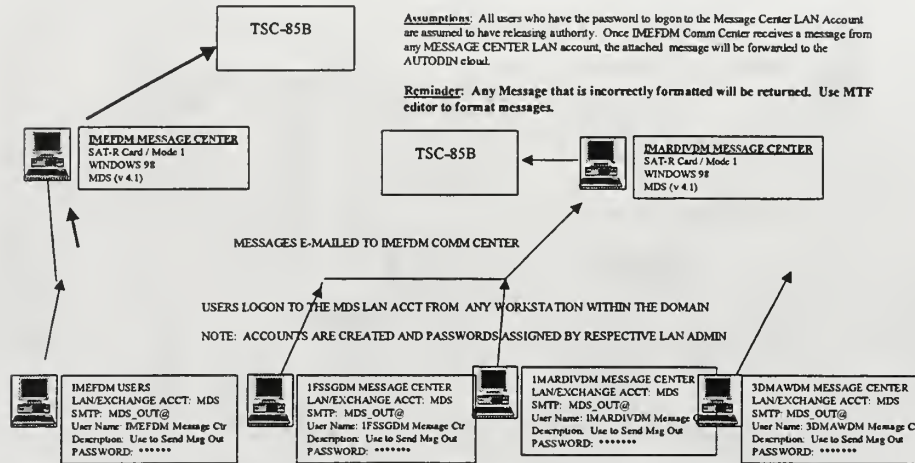 TSC-85B
Assumptions: All users who have the password to logon to the Message Center LAN Account
are assumed to have releasing authority. Once IMEFDM Comm Center receives a message from
any MESSAGE CENTER LAN account, the attached message will be forwarded to the
AUTODIN cloud.
Reminder: Any Message that is incorrectly formatted will be returned. Use MTF
editor to format messages.
IMEFDM MESSAGE CENTER
SAT-R Card / Mode 1
WINDOWS 98
MDS (v 4.1)
TSC-85B
IMARDIVDM MESSAGE CENTER
SAT-R Card / Mode 1
WINDOWS 98
MDS (v 4.1)
MESSAGES E-MAILED TO IMEFDM COMM CENTER
USERS LOGON TO THE MDS LAN ACCT FROM ANY WORKSTATION WITHIN THE DOMAIN
NOTE: ACCOUNTS ARE CREATED AND PASSWORDS ASSIGNED BY RESPECTIVE LAN ADMIN
IMEFDM USERS
LAN/EXCHANGE ACCT: MDS
SMTP: MDS_OUT@
User Name: IMEFDM Message Ctr
Description: Use to Send Msg Out
PASSWORD: *******
1FSSGDM MESSAGE CENTER
LAN/EXCHANGE ACCT: MDS
SMTP: MDS_OUT@
User Name: 1FSSGDM Message Ctr
Description: Use to Send Msg Out
PASSWORD: *******
1MARDIVDM MESSAGE CENTER
LAN/EXCHANGE ACCT: MDS
SMTP: MDS_OUT@
User Name: IMARDIVDM Message
Description: Use to Send Msg Out
PASSWORD: *******
3DMAWDM MESSAGE CENTER
LAN/EXCHANGE ACCT: MDS
SMTP: MDS_OUT@
User Name: 3DMAWDM Message C
Description: Use to Send Msg Out
PASSWORD: *******